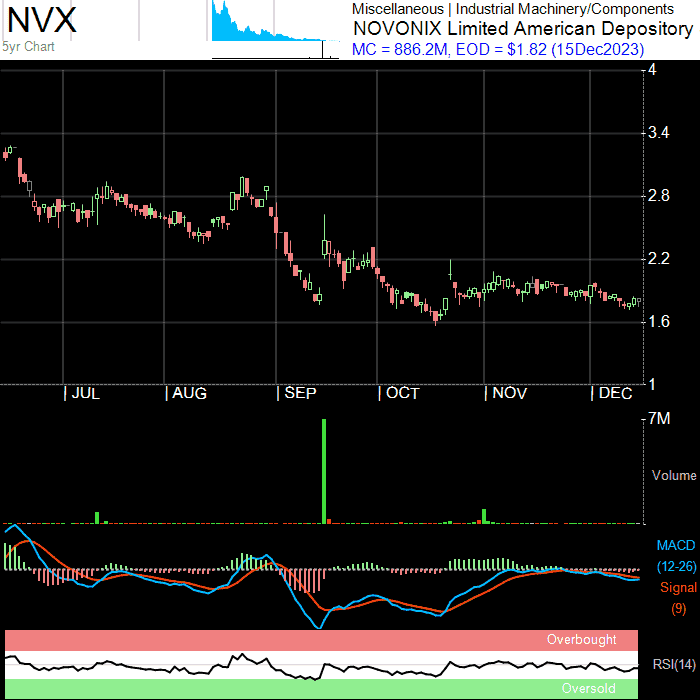 NVX
5yr Chart
Miscellaneous | Industrial Machinery/Components
NOVONIX Limited American Depository
MC = 886.2M, EOD = $1.82 (15Dec2023)
4
3.4
2.8
2.2
1.6
1
| JUL | AUG | SEP | OCT | NOV | DEC
7M
Volume
MACD
(12-26)
Signal
(9)
Overbought
RSI(14)
Oversold